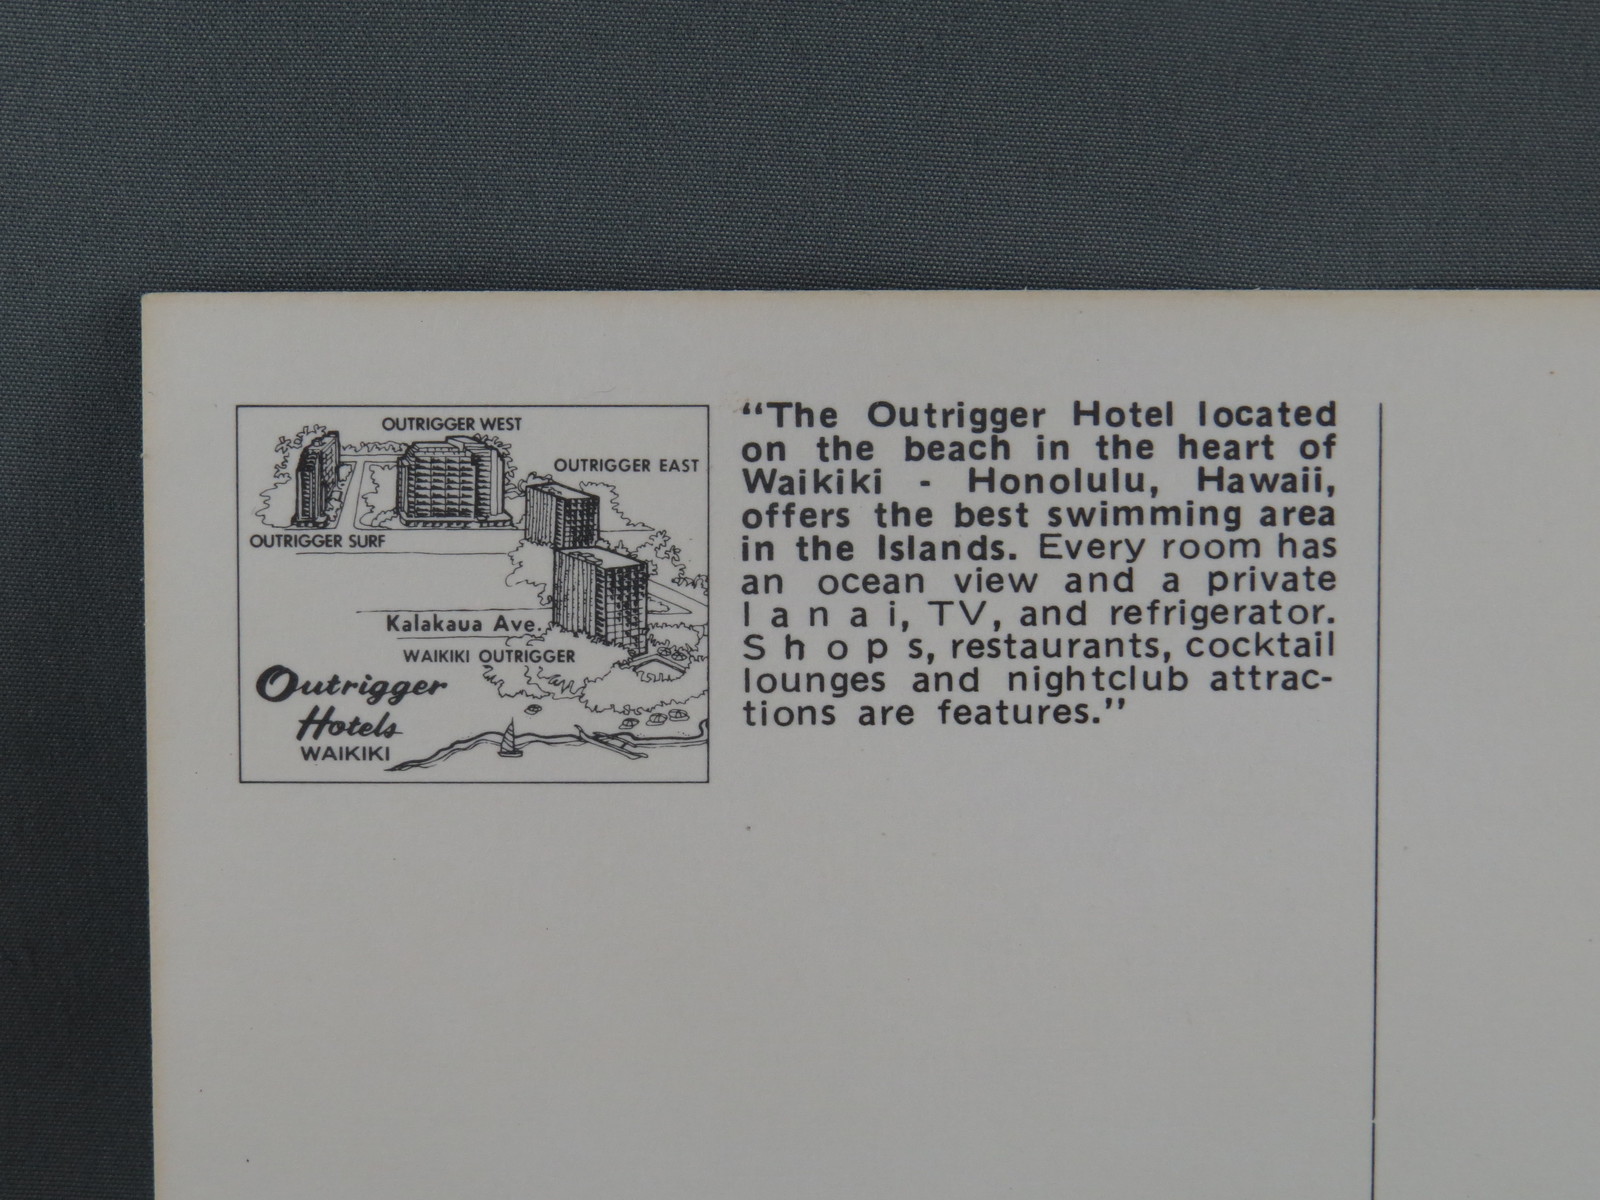 OUTRIGGER WEST
OUTRIGGER EAST
OUTRIGGER SURF
Kalakaua Ave.
WAIKIKI OUTRIGGER
Outrigger
Hotels
WAIKIKI
“The Outrigger Hotel located
on the beach in the heart of
Waikiki - Honolulu, Hawaii,
offers the best swimming area
in the Islands. Every room has
an ocean view and a private
l a n a i, TV, and refrigerator.
S h o p s, restaurants, cocktail
lounges and nightclub attrac-
tions are features.”